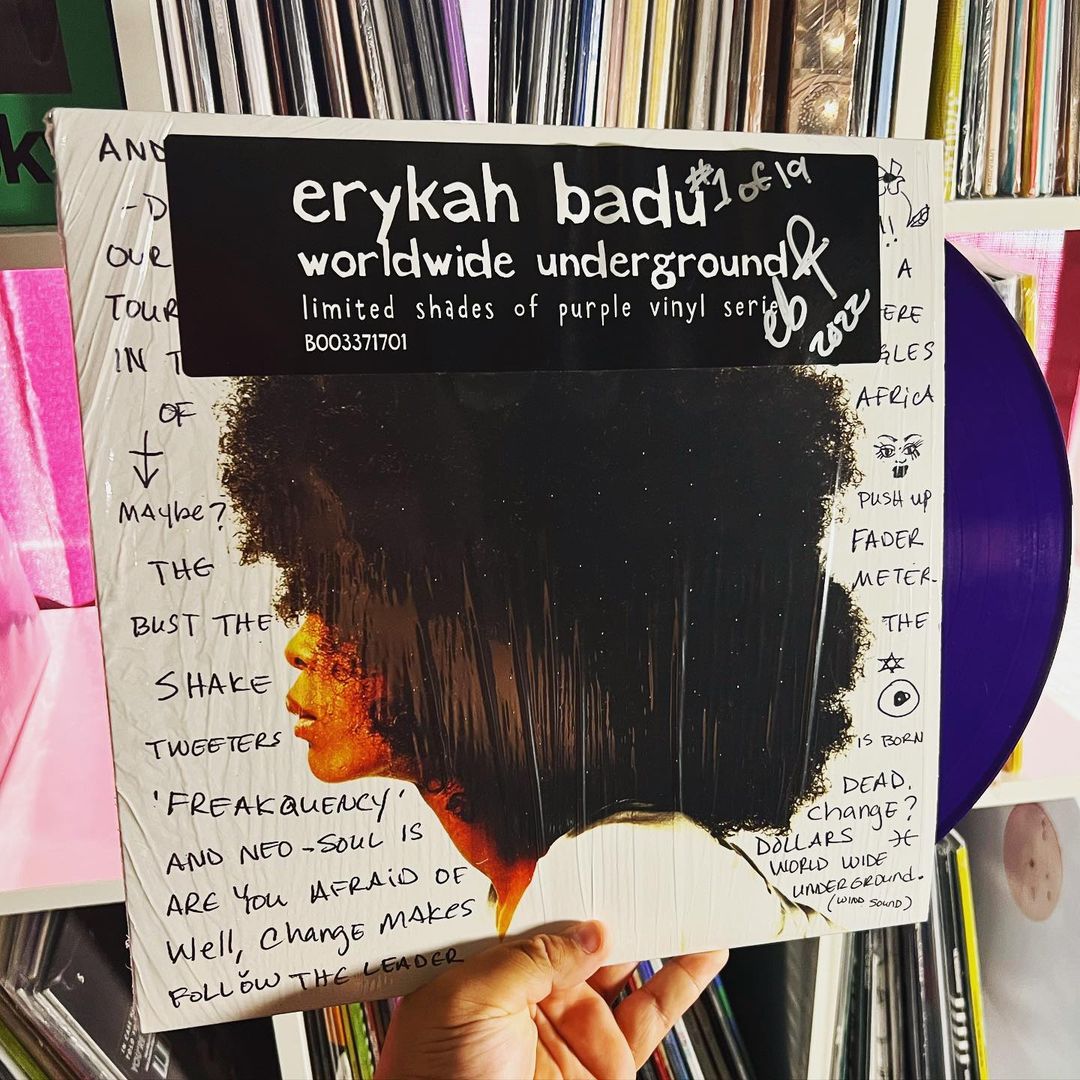 erykah badu #1 of 19
worldwide underground
limited shades of purple vinyl serie
B003371701
eb
2022
AND
OUR
TOUR
IN T
OF
MAYbe?
THE
BUST THE
SHAKE
TWEETERS
'FREAKQUENCY'
AND NEO-SOUL IS
ARE YOU AFRAID OF
Well, Change MAKES
FOLLOW THE LEADER
!!
A
ERE
GLES
AFRICA
PUSH UP
FADER
METER.
THE
IS BORN
DEAD.
Change?
DOLLARS
WORLD WIDE
UNDERGROUND.
(WIND SOUND)